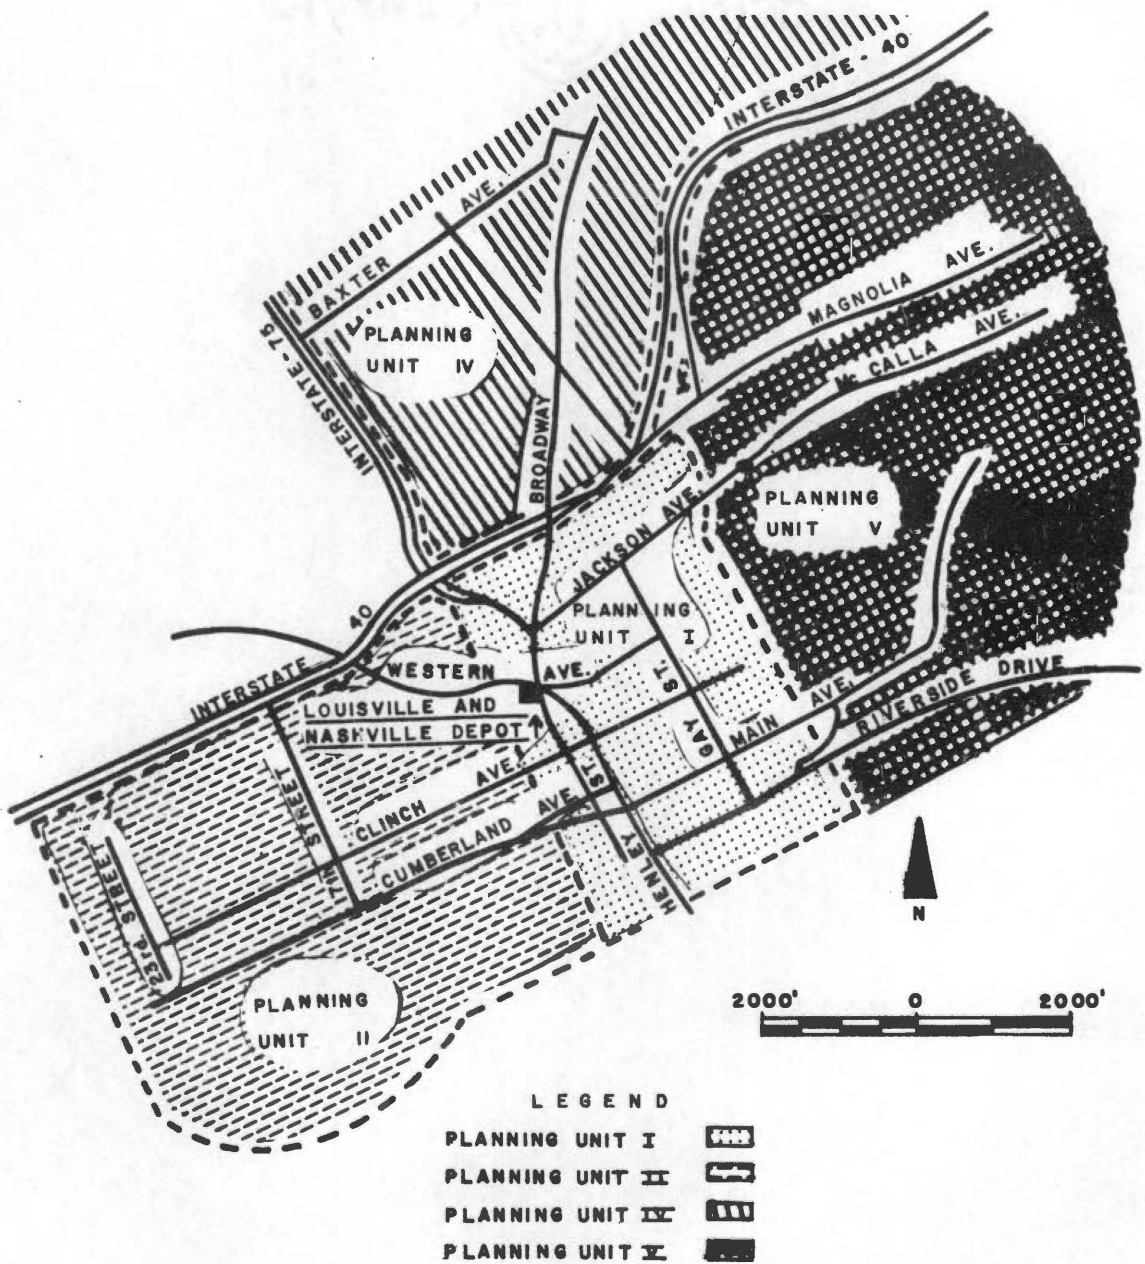 INTERSTATE - 40
BAXTER AVE.
MAGNOLIA AVE.
INTERSTATE - 75
PLANNING
UNIT IV
Mc CALLA AVE.
BROADWAY
PLANNING
UNIT V
JACKSON AVE.
PLANNING
UNIT I
INTERSTATE 40
WESTERN AVE.
LOUISVILLE AND
NASHVILLE DEPOT
GAY ST.
MAIN AVE.
RIVERSIDE DRIVE
17th STREET
CLINCH AVE.
CUMBERLAND AVE.
HENLEY ST.
23rd. STREET
N
PLANNING
UNIT II
2000' 0 2000'
LEGEND
PLANNING UNIT I
PLANNING UNIT II
PLANNING UNIT IV
PLANNING UNIT V